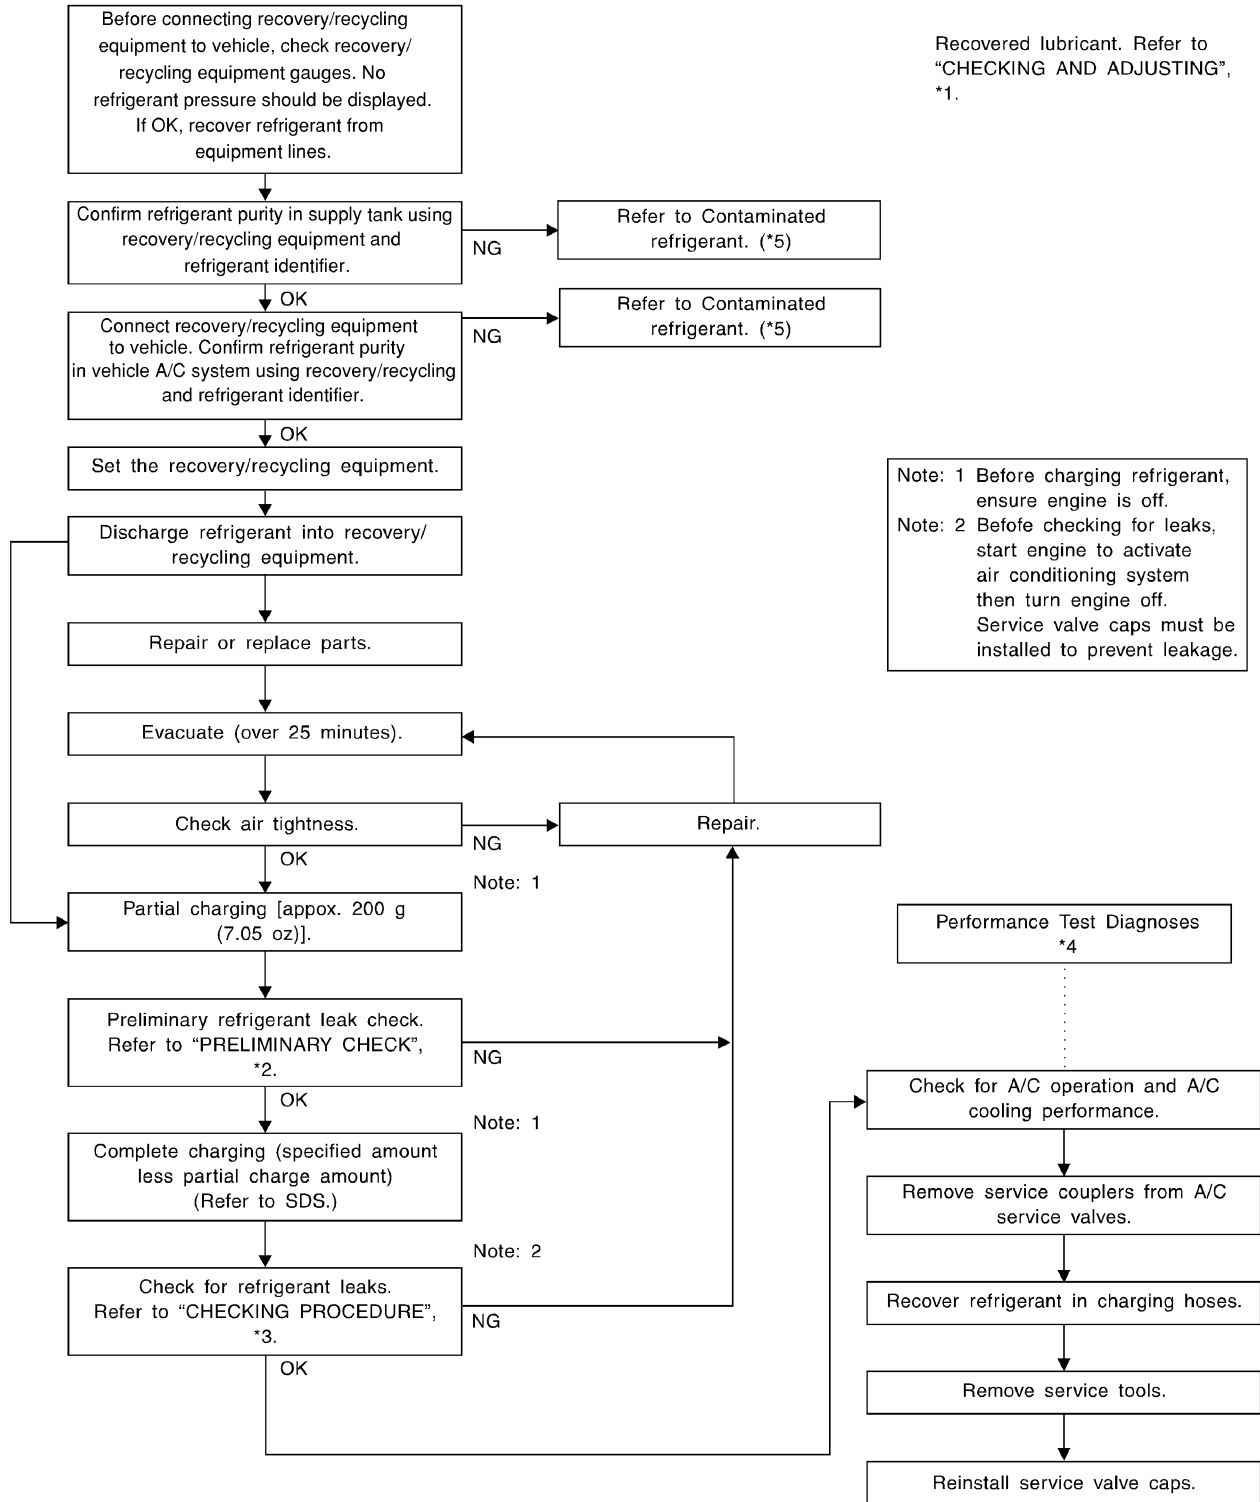 Before connecting recovery/recycling
equipment to vehicle, check recovery/
recycling equipment gauges. No
refrigerant pressure should be displayed.
If OK, recover refrigerant from
equipment lines.
Recovered lubricant. Refer to
“CHECKING AND ADJUSTING”,
*1.
Confirm refrigerant purity in supply tank using
recovery/recycling equipment and
refrigerant identifier.
NG
Refer to Contaminated
refrigerant. (*5)
OK
Connect recovery/recycling equipment
to vehicle. Confirm refrigerant purity
in vehicle A/C system using recovery/recycling
and refrigerant identifier.
NG
Refer to Contaminated
refrigerant. (*5)
OK
Set the recovery/recycling equipment.
Discharge refrigerant into recovery/
recycling equipment.
Note: 1 Before charging refrigerant,
ensure engine is off.
Note: 2 Befofe checking for leaks,
start engine to activate
air conditioning system
then turn engine off.
Service valve caps must be
installed to prevent leakage.
Repair or replace parts.
Evacuate (over 25 minutes).
Check air tightness.
NG
Repair.
OK
Note: 1
Partial charging [appox. 200 g
(7.05 oz)].
Preliminary refrigerant leak check.
Refer to “PRELIMINARY CHECK”,
*2.
NG
OK
Note: 1
Complete charging (specified amount
less partial charge amount)
(Refer to SDS.)
Note: 2
Check for refrigerant leaks.
Refer to “CHECKING PROCEDURE”,
*3.
NG
OK
Performance Test Diagnoses
*4
Check for A/C operation and A/C
cooling performance.
Remove service couplers from A/C
service valves.
Recover refrigerant in charging hoses.
Remove service tools.
Reinstall service valve caps.